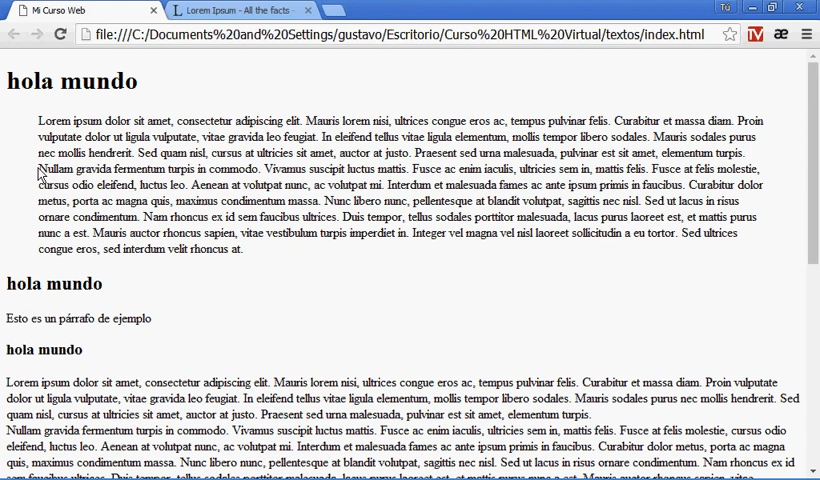 Mi Curso Web
Lorem Ipsum - All the facts -
Tú
file:///C:/Documents%20and%20Settings/gustavo/Escritorio/Curso%20HTML%20Virtual/textos/index.html
hola mundo
Lorem ipsum dolor sit amet, consectetur adipiscing elit. Mauris lorem nisi, ultrices congue eros ac, tempus pulvinar felis. Curabitur et massa diam. Proin
vulputate dolor ut ligula vulputate, vitae gravida leo feugiat. In eleifend tellus vitae ligula elementum, mollis tempor libero sodales. Mauris sodales purus
nec mollis hendrerit. Sed quam nisl, cursus at ultricies sit amet, auctor at justo. Praesent sed urna malesuada, pulvinar est sit amet, elementum turpis.
Nullam gravida fermentum turpis in commodo. Vivamus suscipit luctus mattis. Fusce ac enim iaculis, ultricies sem in, mattis felis. Fusce at felis molestie,
cursus odio eleifend, luctus leo. Aenean at volutpat nunc, ac volutpat mi. Interdum et malesuada fames ac ante ipsum primis in faucibus. Curabitur dolor
metus, porta ac magna quis, maximus condimentum massa. Nunc libero nunc, pellentesque at blandit volutpat, sagittis nec nisl. Sed ut lacus in risus
ornare condimentum. Nam rhoncus ex id sem faucibus ultrices. Duis tempor, tellus sodales porttitor malesuada, lacus purus laoreet est, et mattis purus
nunc a est. Mauris auctor rhoncus sapien, vitae vestibulum turpis imperdiet in. Integer vel magna vel nisl laoreet sollicitudin a eu tortor. Sed ultrices
congue eros, sed interdum velit rhoncus at.
hola mundo
Esto es un párrafo de ejemplo
hola mundo
Lorem ipsum dolor sit amet, consectetur adipiscing elit. Mauris lorem nisi, ultrices congue eros ac, tempus pulvinar felis. Curabitur et massa diam. Proin vulputate
dolor ut ligula vulputate, vitae gravida leo feugiat. In eleifend tellus vitae ligula elementum, mollis tempor libero sodales. Mauris sodales purus nec mollis hendrerit. Sed
quam nisl, cursus at ultricies sit amet, auctor at justo. Praesent sed urna malesuada, pulvinar est sit amet, elementum turpis.
Nullam gravida fermentum turpis in commodo. Vivamus suscipit luctus mattis. Fusce ac enim iaculis, ultricies sem in, mattis felis. Fusce at felis molestie, cursus odio
eleifend, luctus leo. Aenean at volutpat nunc, ac volutpat mi. Interdum et malesuada fames ac ante ipsum primis in faucibus. Curabitur dolor metus, porta ac magna
quis, maximus condimentum massa. Nunc libero nunc, pellentesque at blandit volutpat, sagittis nec nisl. Sed ut lacus in risus ornare condimentum. Nam rhoncus ex id